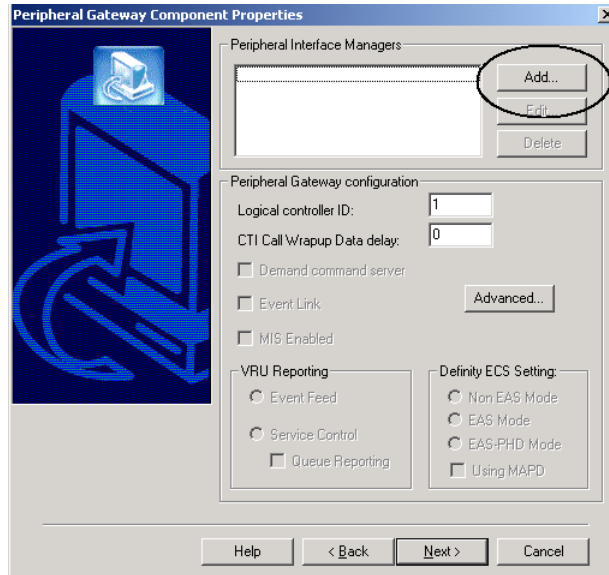 Peripheral Gateway Component Properties
Peripheral Interface Managers
Add...
Edit...
Delete
Peripheral Gateway configuration
Logical controller ID: 1
CTI Call Wrapup Data delay: 0
Demand command server
Event Link
Advanced...
MIS Enabled
VRU Reporting
Event Feed
Service Control
Queue Reporting
Definity ECS Setting:
Non EAS Mode
EAS Mode
EAS-PHD Mode
Using MAPD
Help
< Back
Next >
Cancel